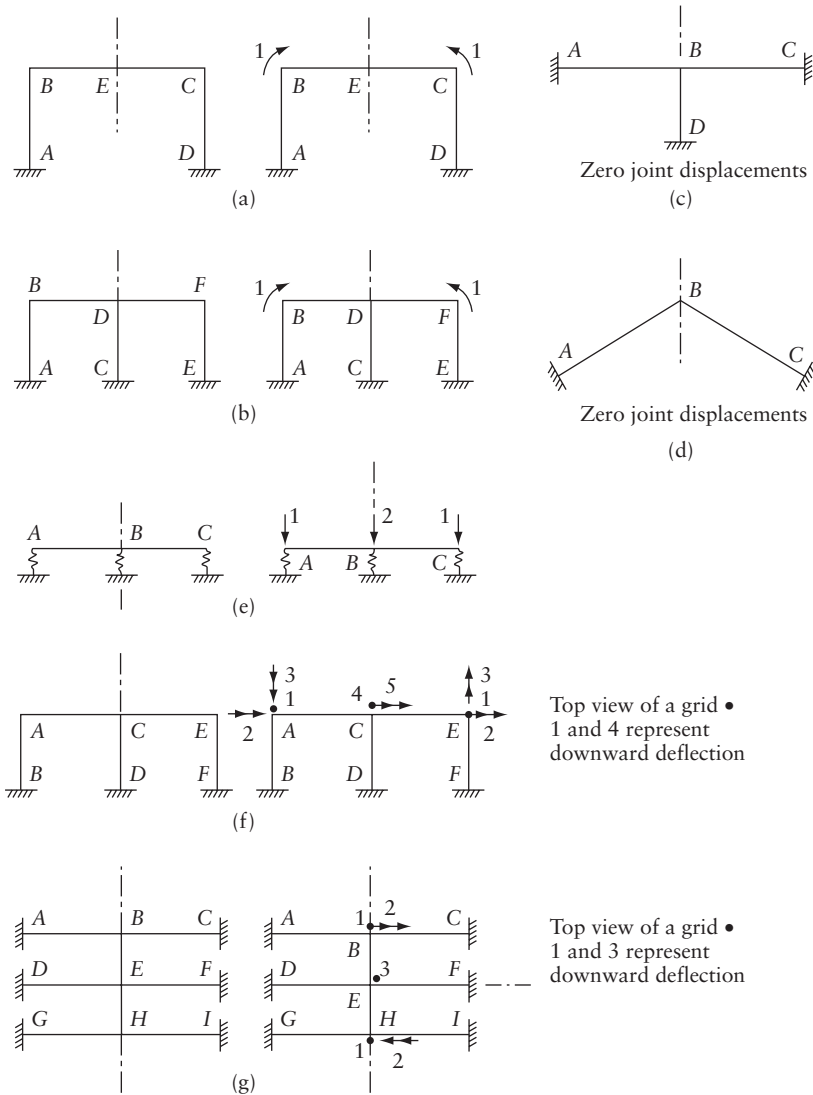 1 1
B E C B E C
A D A D
(a)
A B C
D
Zero joint displacements
(c)
B F 1 1
D B D F
A C E A C E
(b)
B
A C
Zero joint displacements
(d)
A B C 1 2 1
A B C
(e)
3 3
1 4 5 1
2 2
A C E A C E
B D F B D F
(f)
Top view of a grid •
1 and 4 represent
downward deflection
A B C A 1 2 C
B
D E F D 3 F
E
G H I G H I
1 2
(g)
Top view of a grid •
1 and 3 represent
downward deflection